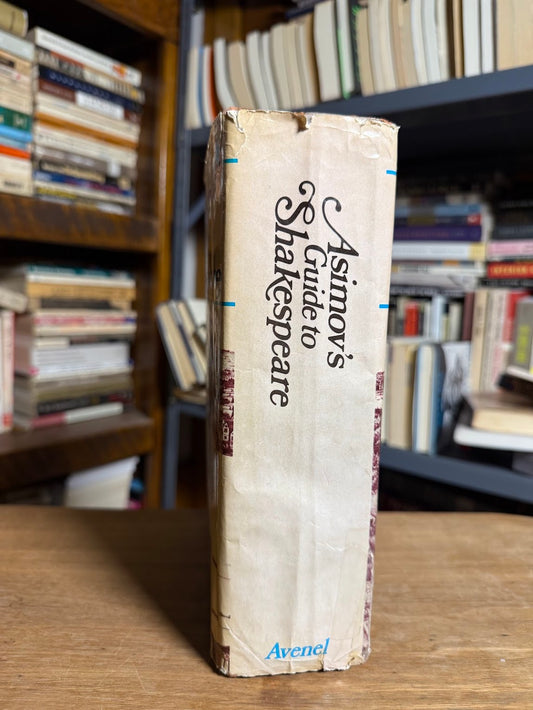 Asimov's
Guide to
Shakespeare
Avenel